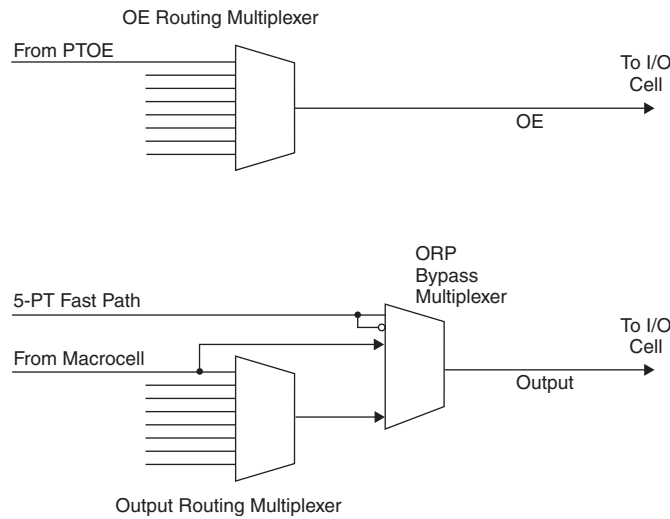 OE Routing Multiplexer
From PTOE
To I/O
Cell
OE
ORP
Bypass
Multiplexer
5-PT Fast Path
To I/O
Cell
From Macrocell
Output
Output Routing Multiplexer